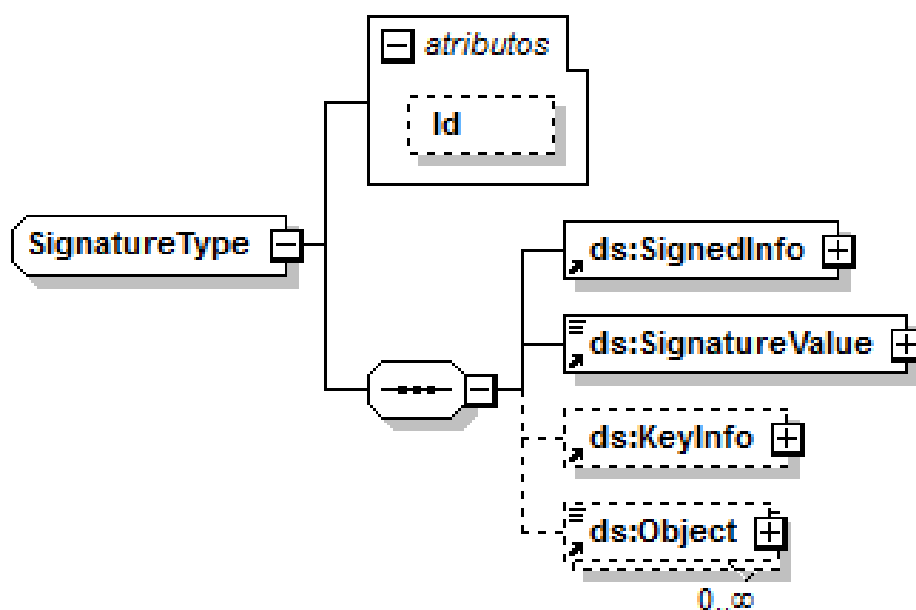 atributos
Id
SignatureType
ds:SignedInfo
ds:SignatureValue
ds:KeyInfo
ds:Object
0..∞